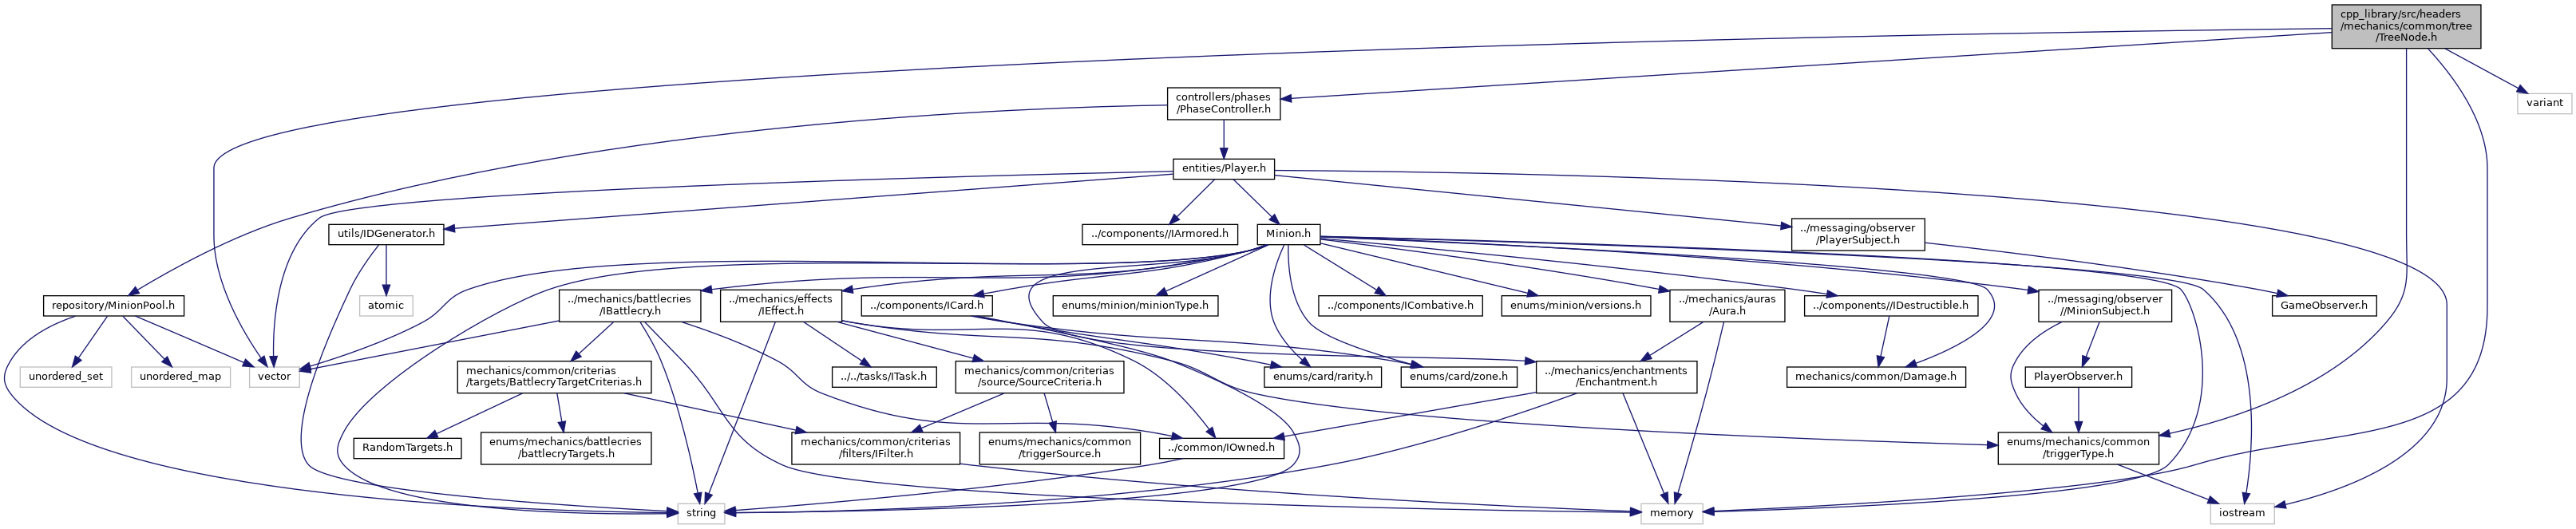 cpp_library/src/headers
/mechanics/common/tree
/TreeNode.h
controllers/phases
/PhaseController.h
variant
entities/Player.h
utils/IDGenerator.h
../components//IArmored.h
Minion.h
../messaging/observer
/PlayerSubject.h
repository/MinionPool.h
atomic
../mechanics/battlecries
/IBattlecry.h
../mechanics/effects
/IEffect.h
../components/ICard.h
enums/minion/minionType.h
../components/ICombative.h
enums/minion/versions.h
../mechanics/auras
/Aura.h
../components//IDestructible.h
../messaging/observer
//MinionSubject.h
GameObserver.h
unordered_set
unordered_map
vector
mechanics/common/criterias
/targets/BattlecryTargetCriterias.h
../../tasks/ITask.h
mechanics/common/criterias
/source/SourceCriteria.h
enums/card/rarity.h
enums/card/zone.h
../mechanics/enchantments
/Enchantment.h
mechanics/common/Damage.h
PlayerObserver.h
RandomTargets.h
enums/mechanics/battlecries
/battlecryTargets.h
mechanics/common/criterias
/filters/IFilter.h
enums/mechanics/common
/triggerSource.h
../common/IOwned.h
enums/mechanics/common
/triggerType.h
string
memory
iostream